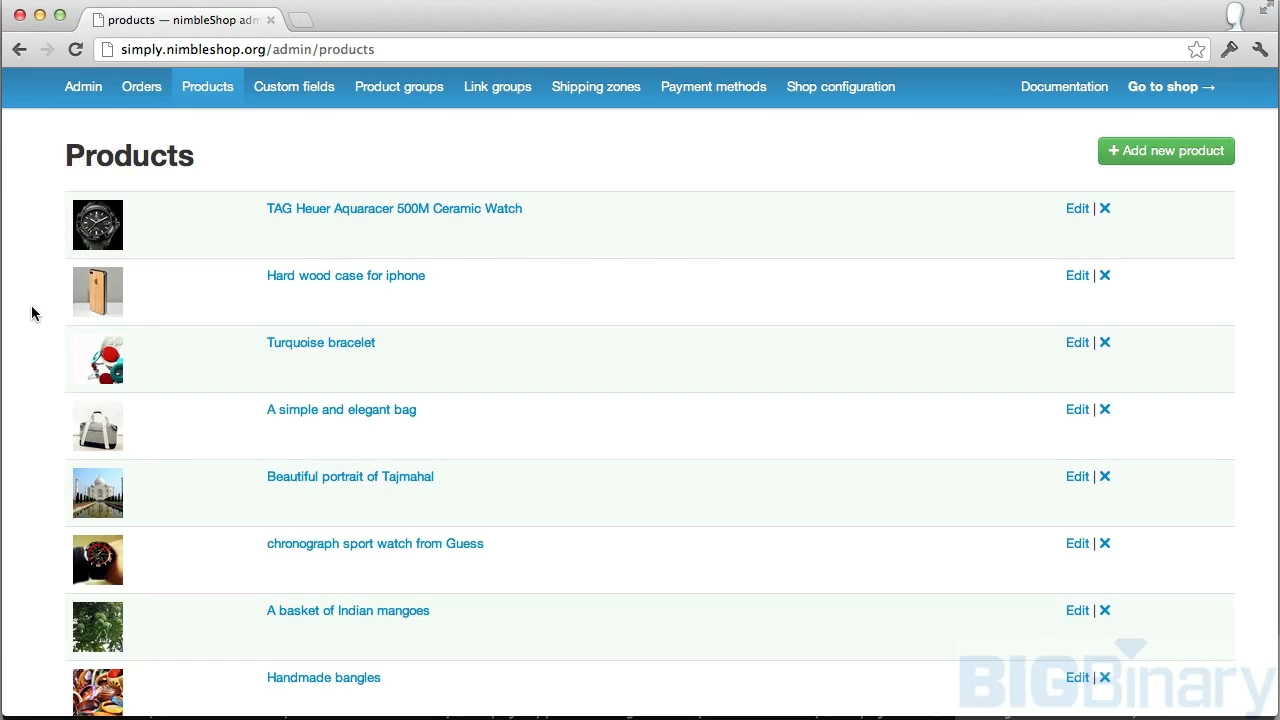 products — nimbleShop adm
simply.nimbleshop.org/admin/products
Admin Orders Products Custom fields Product groups Link groups Shipping zones Payment methods Shop configuration Documentation Go to shop →
Products
+ Add new product
TAG Heuer Aquaracer 500M Ceramic Watch Edit | ×
Hard wood case for iphone Edit | ×
Turquoise bracelet Edit | ×
A simple and elegant bag Edit | ×
Beautiful portrait of Tajmahal Edit | ×
chronograph sport watch from Guess Edit | ×
A basket of Indian mangoes Edit | ×
Handmade bangles Edit | ×
BIGBinary